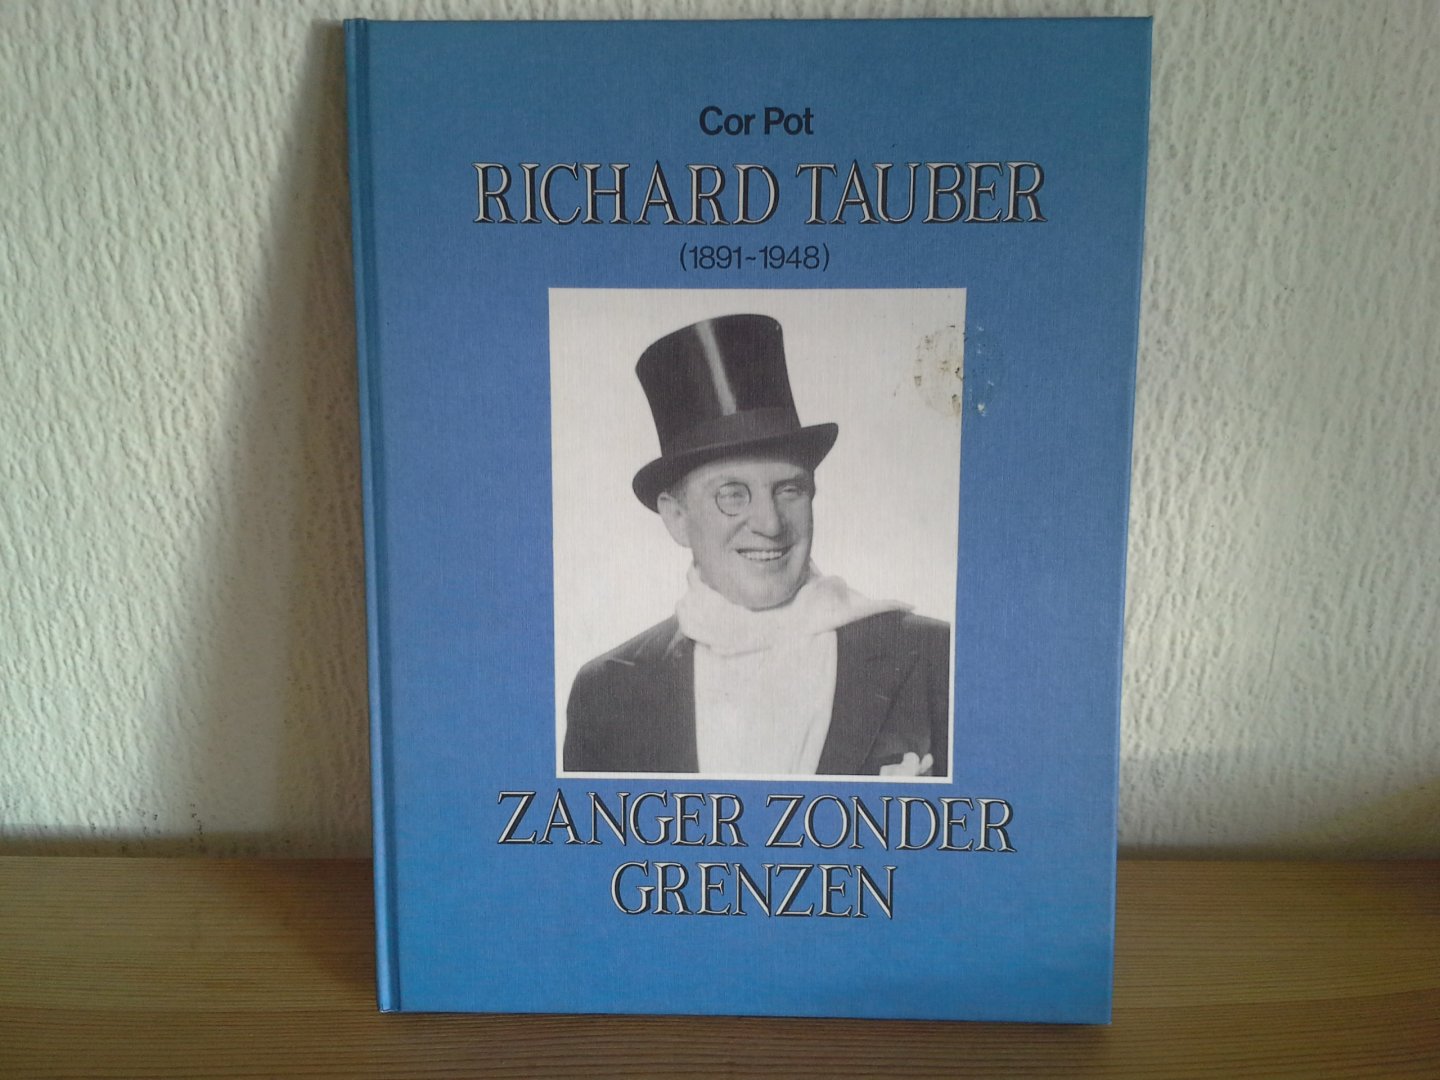 Cor Pot
RICHARD TAUBER
(1891~1948)
ZANGER ZONDER
GRENZEN